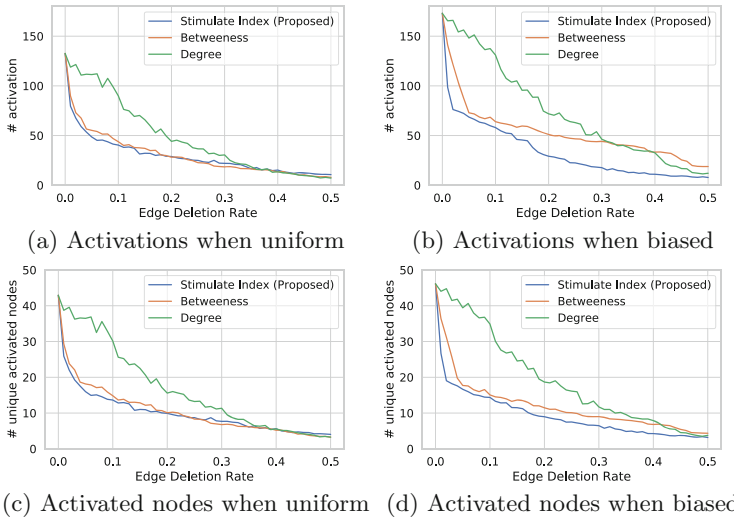 Stimulate Index (Proposed)
Betweeness
Degree
# activation
150
100
50
0
0.0 0.1 0.2 0.3 0.4 0.5
Edge Deletion Rate
(a) Activations when uniform
Stimulate Index (Proposed)
Betweeness
Degree
# activation
150
100
50
0
0.0 0.1 0.2 0.3 0.4 0.5
Edge Deletion Rate
(b) Activations when biased
Stimulate Index (Proposed)
Betweeness
Degree
# unique activated nodes
50
40
30
20
10
0
0.0 0.1 0.2 0.3 0.4 0.5
Edge Deletion Rate
(c) Activated nodes when uniform
Stimulate Index (Proposed)
Betweeness
Degree
# unique activated nodes
50
40
30
20
10
0
0.0 0.1 0.2 0.3 0.4 0.5
Edge Deletion Rate
(d) Activated nodes when biased